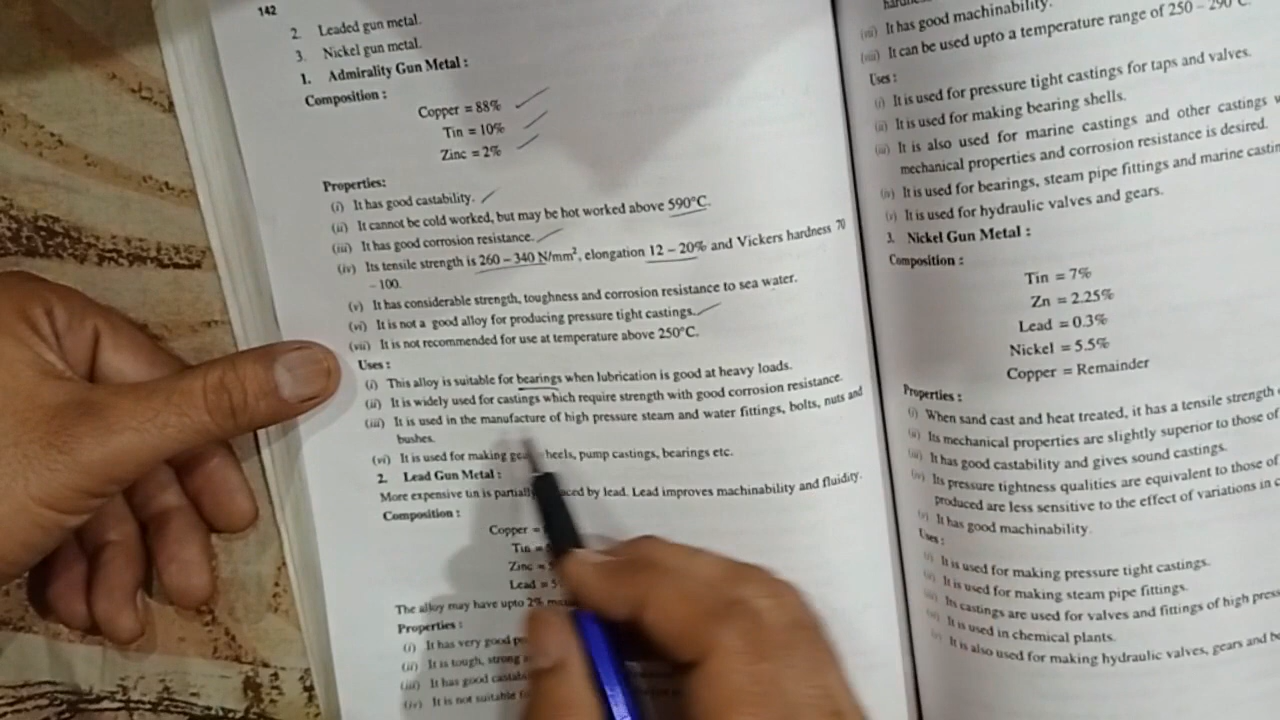 142
2. Leaded gun metal.
3. Nickel gun metal.
1. Admirality Gun Metal :
Composition :
Copper = 88%
Tin = 10%
Zinc = 2%
Properties:
(i) It has good castability.
(ii) It cannot be cold worked, but may be hot worked above 590°C.
(iii) It has good corrosion resistance.
(iv) Its tensile strength is 260 – 340 N/mm², elongation 12 – 20% and Vickers hardness 70
– 100.
(v) It has considerable strength, toughness and corrosion resistance to sea water.
(vi) It is not a good alloy for producing pressure tight castings.
(vii) It is not recommended for use at temperature above 250°C.
Uses :
(i) This alloy is suitable for bearings when lubrication is good at heavy loads.
(ii) It is widely used for castings which require strength with good corrosion resistance.
(iii) It is used in the manufacture of high pressure steam and water fittings, bolts, nuts and
bushes.
(vi) It is used for making heels, pump castings, bearings etc.
2. Lead Gun Metal :
More expensive tin is partially aced by lead. Lead improves machinability and fluidity.
Composition :
Copper =
Tin =
Zinc =
Lead = 5
The alloy may have upto 2%
Properties :
(i) It has very good
(ii) It is tough, strong
(iii) It has good
(iv) It is not suitable
(vii) It has good machinability.
(viii) It can be used upto a temperature range of 250 – 290°C
Uses :
(i) It is used for pressure tight castings for taps and valves.
(ii) It is used for making bearing shells.
(iii) It is also used for marine castings and other castings
mechanical properties and corrosion resistance is desired.
(iv) It is used for bearings, steam pipe fittings and marine
(v) It is used for hydraulic valves and gears.
3. Nickel Gun Metal :
Composition :
Tin = 7%
Zn = 2.25%
Lead = 0.3%
Nickel = 5.5%
Copper = Remainder
Properties :
(i) When sand cast and heat treated, it has a tensile strength
(ii) Its mechanical properties are slightly superior to those of
(iii) It has good castability and gives sound castings.
(iv) Its pressure tightness qualities are equivalent to those of
produced are less sensitive to the effect of variations in
(v) It has good machinability.
Uses :
It is used for making pressure tight castings.
It is used for making steam pipe fittings.
Its castings are used for valves and fittings of high
It is used in chemical plants.
It is also used for making hydraulic valves, gears and